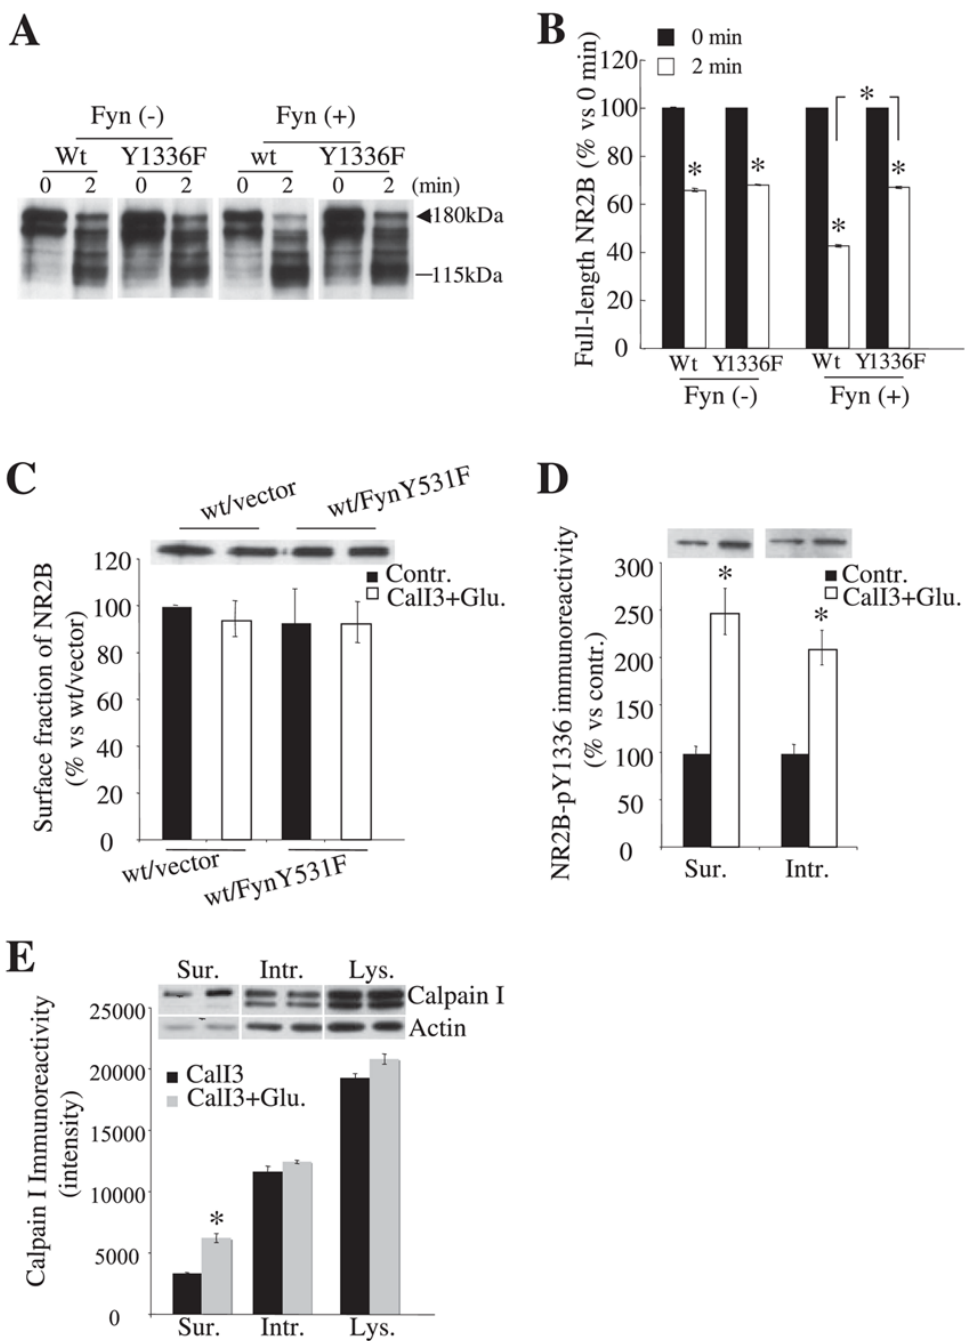 A
Fyn (-)
Fyn (+)
Wt
Y1336F
wt
Y1336F
0 2 0 2 0 2 0 2 (min)
180kDa
115kDa
B
0 min
2 min
Full-length NR2B (% vs 0 min)
120
100
80
60
40
20
0
*
*
*
*
*
Wt Y1336F Wt Y1336F
Fyn (-) Fyn (+)
C
wt/vector
wt/FynY531F
Contr.
CalI3+Glu.
Surface fraction of NR2B
(% vs wt/vector)
120
100
80
60
40
20
0
wt/vector
wt/FynY531F
D
Contr.
CalI3+Glu.
NR2B-pY1336 immunoreactivity
(% vs contr.)
300
250
200
150
100
50
0
*
*
Sur. Intr.
E
Sur. Intr. Lys.
Calpain I
Actin
CalI3
CalI3+Glu.
Calpain I Immunoreactivity
(intensity)
25000
20000
15000
10000
5000
0
*
Sur. Intr. Lys.